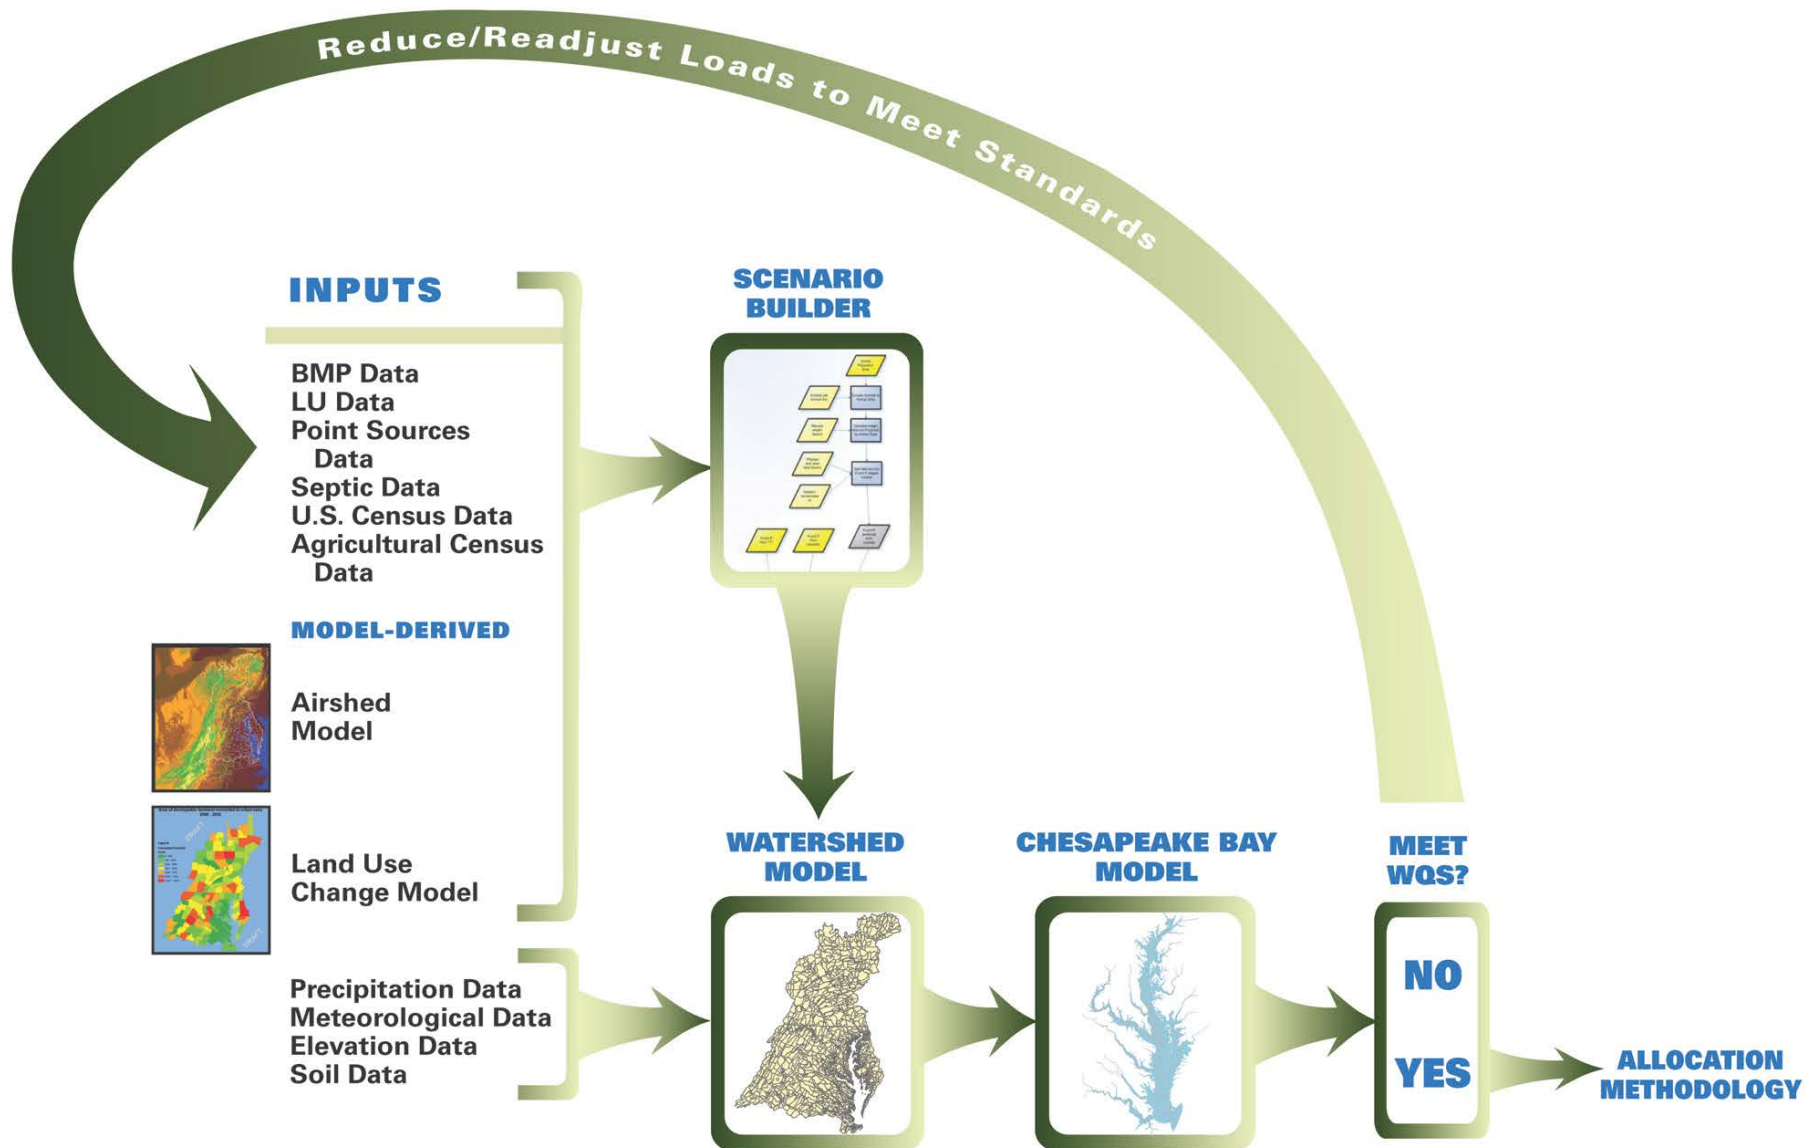 Reduce/Readjust Loads to Meet Standards
INPUTS
BMP Data
LU Data
Point Sources
Data
Septic Data
U.S. Census Data
Agricultural Census
Data
MODEL-DERIVED
Airshed
Model
Land Use
Change Model
Precipitation Data
Meteorological Data
Elevation Data
Soil Data
SCENARIO
BUILDER
WATERSHED
MODEL
CHESAPEAKE BAY
MODEL
MEET
WQS?
NO
YES
ALLOCATION
METHODOLOGY
DRAFT
DRAFT